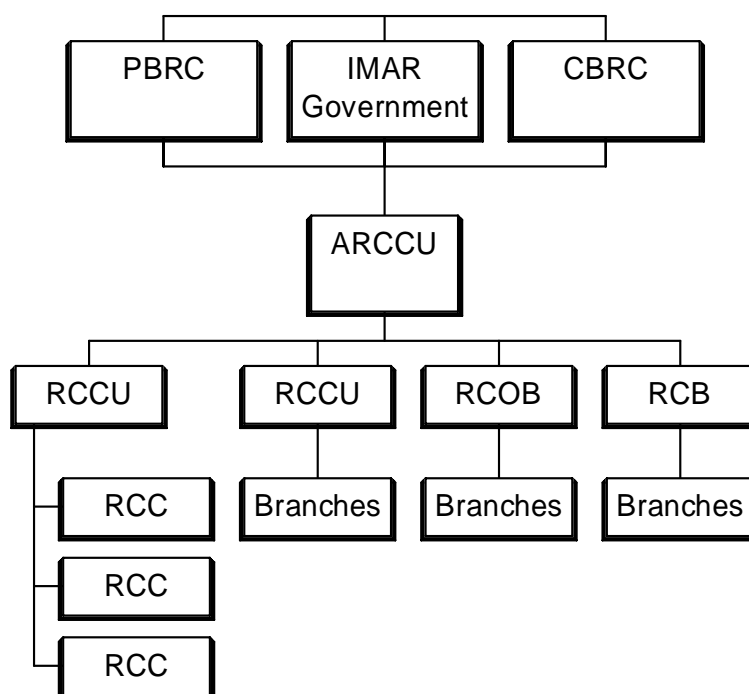 PBRC
IMAR
Government
CBRC
ARCCU
RCCU
RCCU
RCOB
RCB
RCC
Branches
Branches
Branches
RCC
RCC